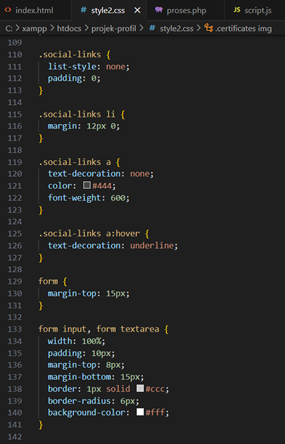 index.html
style2.css
proses.php
script.js
C: > xampp > htdocs > projek-profil > style2.css > .certificates img
109
110 .social-links {
111 list-style: none;
112 padding: 0;
113 }
114
115 .social-links li {
116 margin: 12px 0;
117 }
118
119 .social-links a {
120 text-decoration: none;
121 color: #444;
122 font-weight: 600;
123 }
124
125 .social-links a:hover {
126 text-decoration: underline;
127 }
128
129 form {
130 margin-top: 15px;
131 }
132
133 form input, form textarea {
134 width: 100%;
135 padding: 10px;
136 margin-top: 8px;
137 margin-bottom: 15px;
138 border: 1px solid #ccc;
139 border-radius: 6px;
140 background-color: #fff;
141 }
142